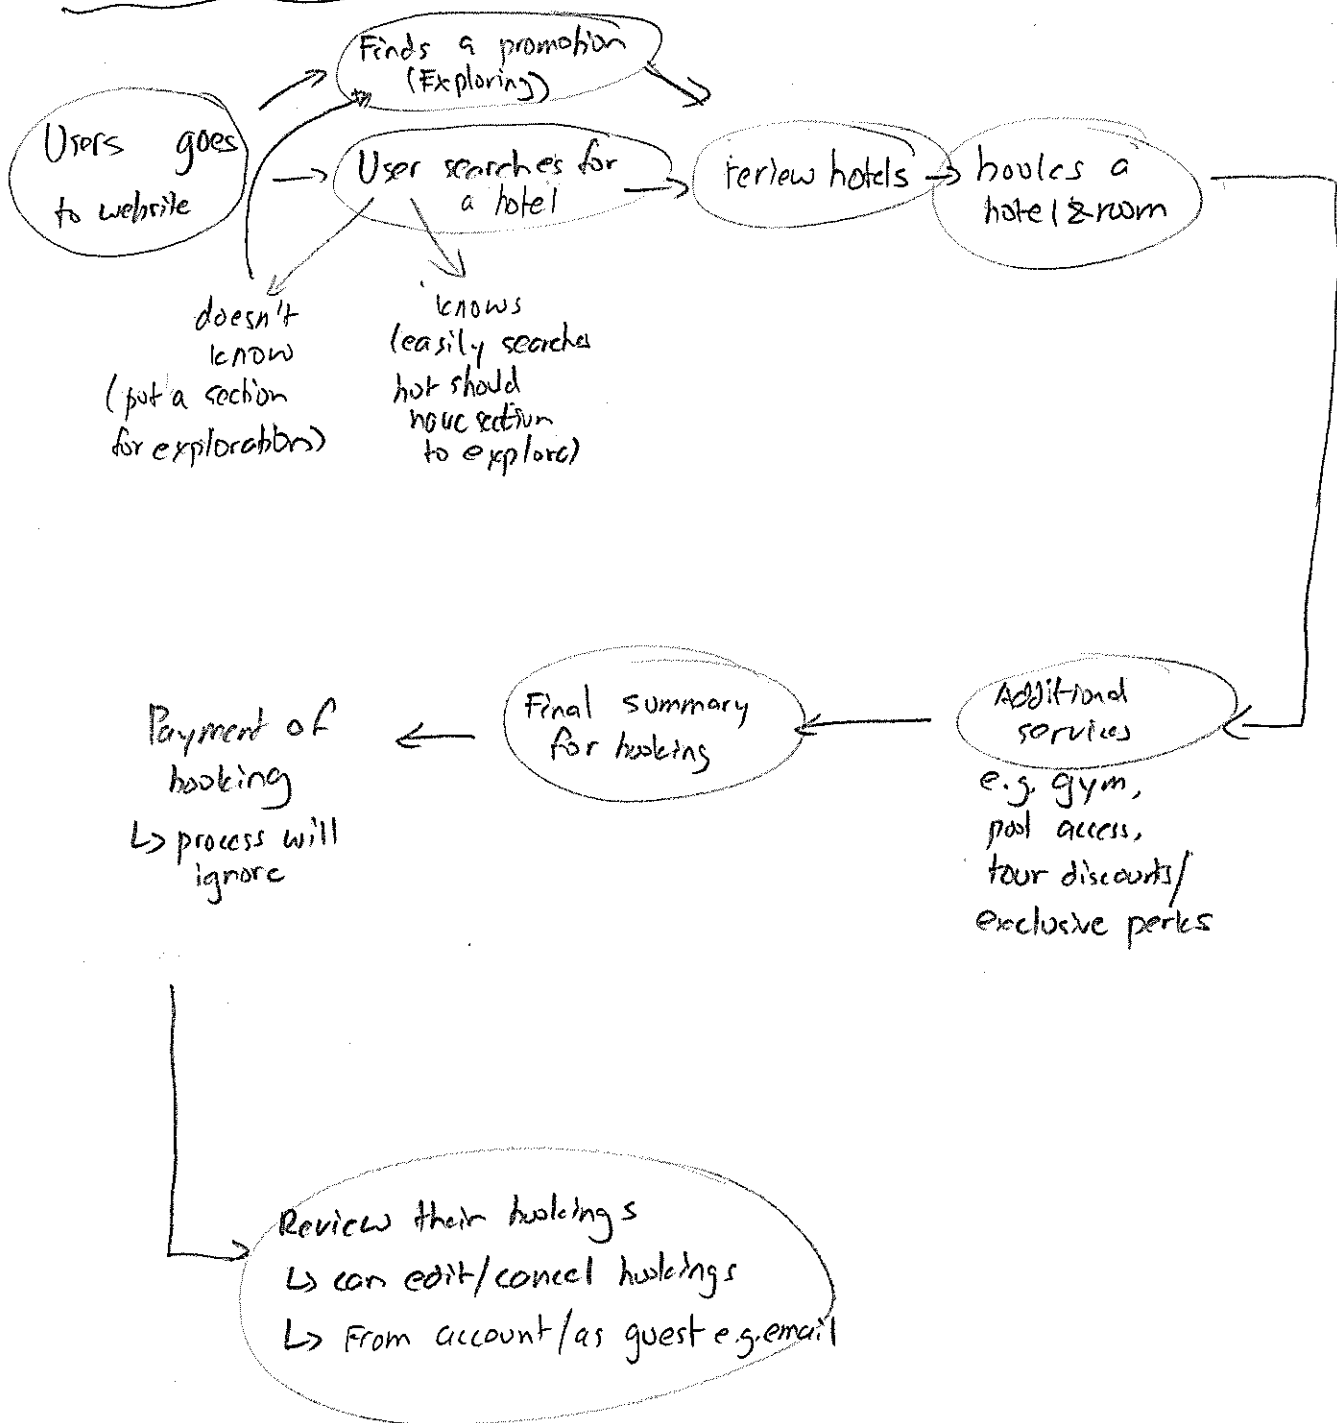 Finds a promotion
(Exploring)
Users goes
to website
User searches for
a hotel
review hotels
books a
hotel & room
doesn't
know
(put a section
for exploration)
knows
(easily searches
but should
have section
to explore)
Additional
services
e.g. gym,
pool access,
tour discounts/
exclusive perks
Final summary
for booking
Payment of
booking
↳ process will
ignore
Review their bookings
↳ can edit/cancel bookings
↳ From account/as guest e.g. email